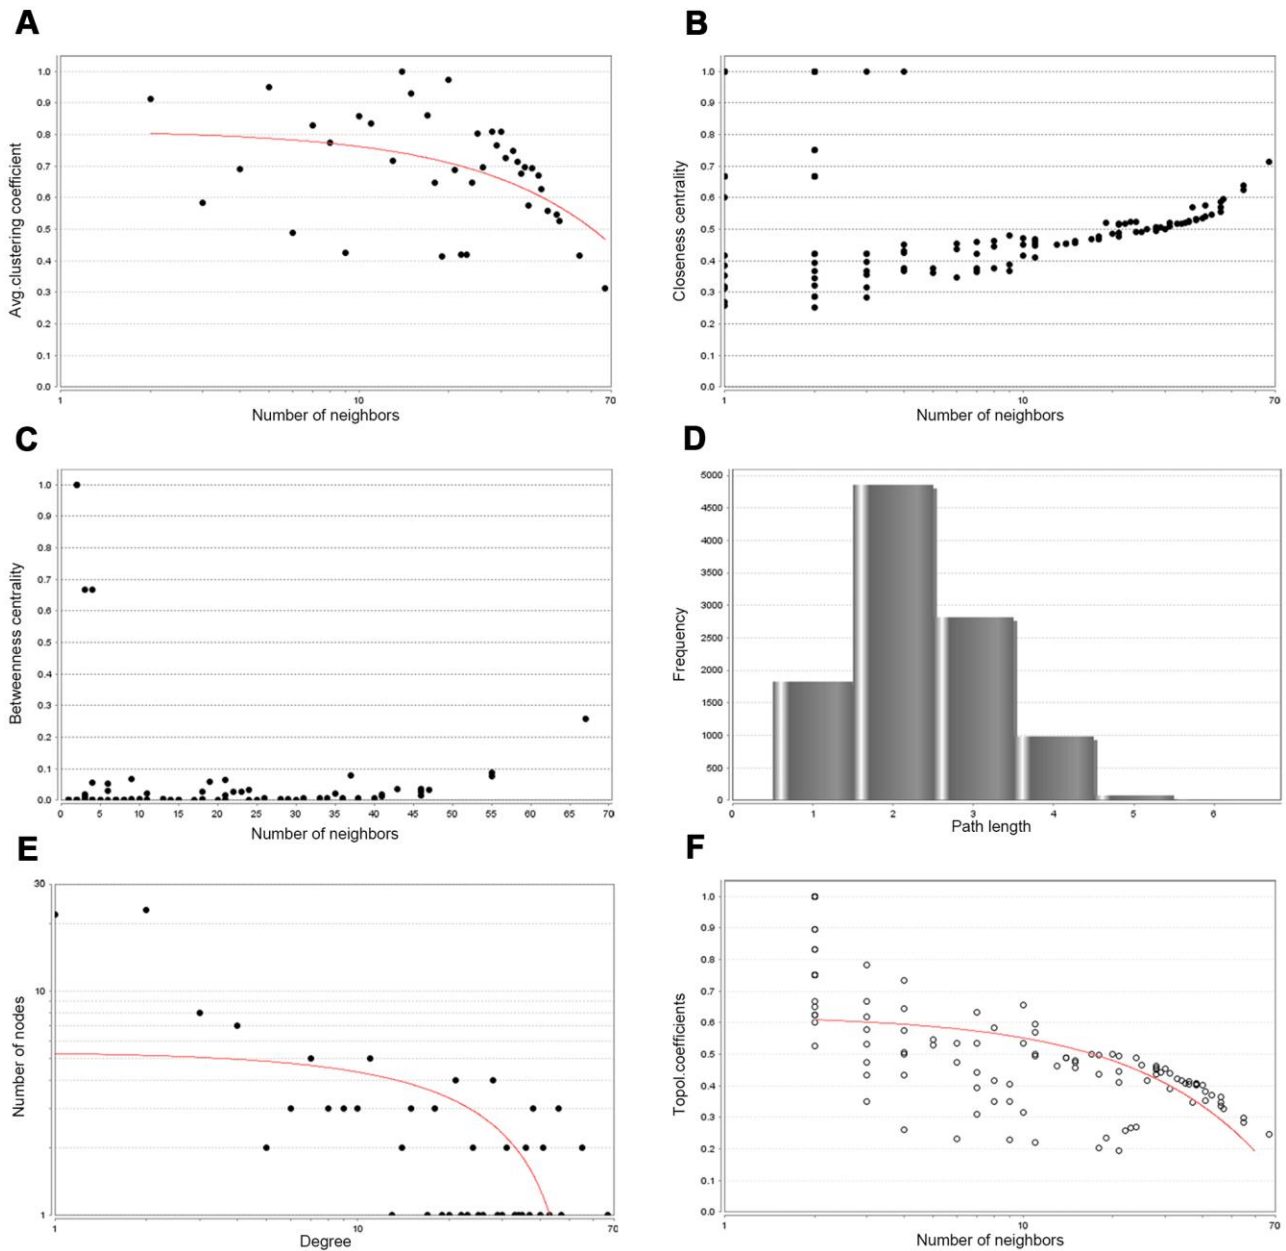 A
1.0
0.9
0.8
0.7
0.6
0.5
0.4
0.3
0.2
0.1
0.0
Avg.clustering coefficient
1 10 70
Number of neighbors
B
1.0
0.9
0.8
0.7
0.6
0.5
0.4
0.3
0.2
0.1
0.0
Closeness centrality
1 10 70
Number of neighbors
C
1.0
0.9
0.8
0.7
0.6
0.5
0.4
0.3
0.2
0.1
0.0
Betweenness centrality
0 5 10 15 20 25 30 35 40 45 50 55 60 65 70
Number of neighbors
D
5000
4500
4000
3500
3000
2500
2000
1500
1000
500
0
Frequency
0 1 2 3 4 5 6
Path length
E
30
10
1
Number of nodes
1 10 70
Degree
F
1.0
0.9
0.8
0.7
0.6
0.5
0.4
0.3
0.2
0.1
0.0
Topol.coefficients
1 10 70
Number of neighbors